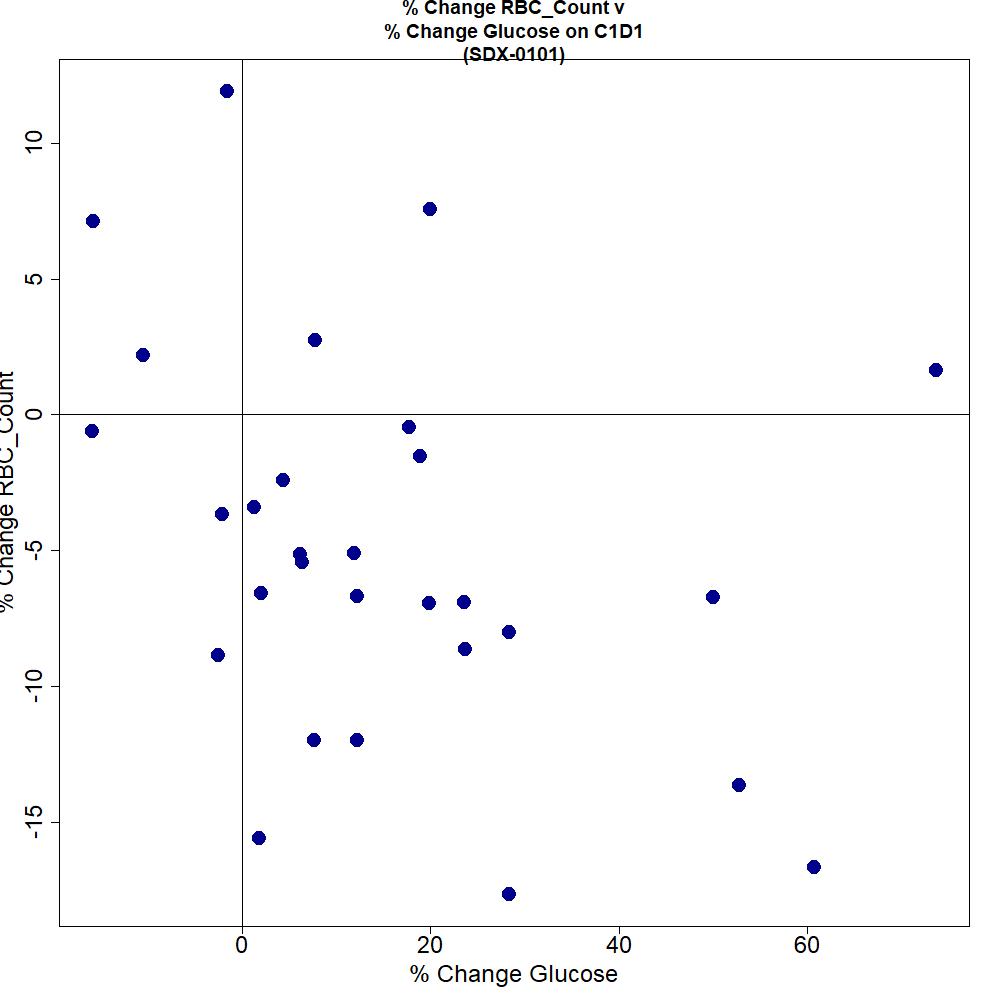 % Change RBC_Count v
% Change Glucose on C1D1
(SDX-0101)
% Change RBC_Count
10
5
0
-5
-10
-15
0
20
40
60
% Change Glucose